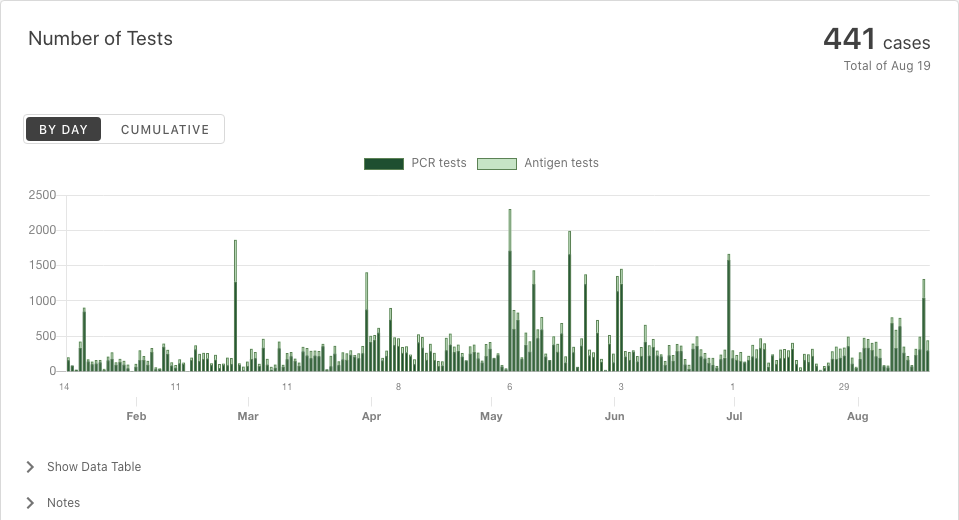 Number of Tests
441 cases
Total of Aug 19
BY DAY CUMULATIVE
PCR tests Antigen tests
2500
2000
1500
1000
500
0
14 11 11 8 6 3 1 29
Feb Mar Apr May Jun Jul Aug
Show Data Table
Notes